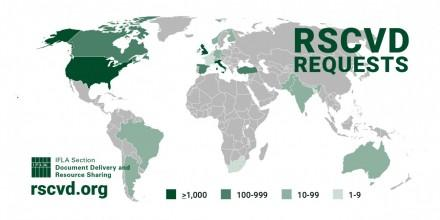 RSCVD
REQUESTS
IFLA Section
Document Delivery and
Resource Sharing
rscvd.org
≥1,000 100-999 10-99 1-9